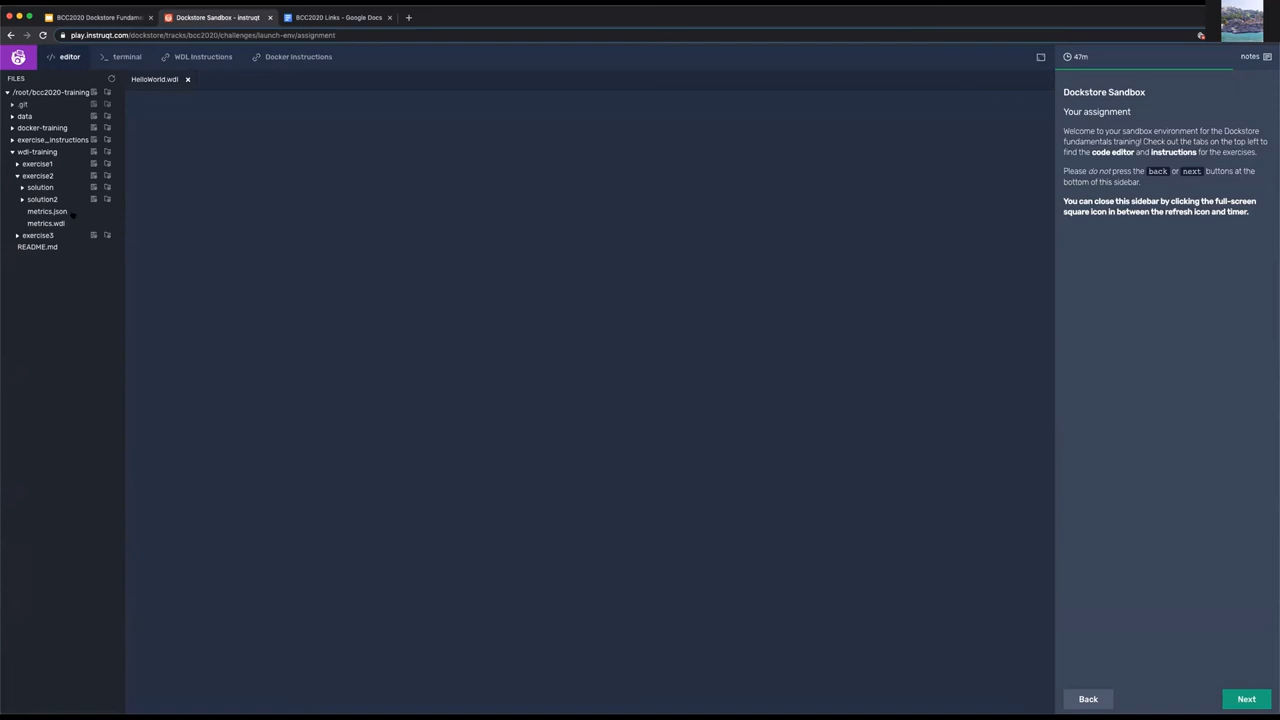 BCC2020 Dockstore Fundame
Dockstore Sandbox - instruqt
BCC2020 Links - Google Docs
play.instruqt.com/dockstore/tracks/bcc2020/challenges/launch-env/assignment
editor
terminal
WDL Instructions
Docker Instructions
47m
notes
FILES
HelloWorld.wdl
/root/bcc2020-training
.git
data
docker-training
exercise_instructions
wdl-training
exercise1
exercise2
solution
solution2
metrics.json
metrics.wdl
exercise3
README.md
Dockstore Sandbox
Your assignment
Welcome to your sandbox environment for the Dockstore
fundamentals training! Check out the tabs on the top left to
find the code editor and instructions for the exercises.
Please do not press the back or next buttons at the
bottom of this sidebar.
You can close this sidebar by clicking the full-screen
square icon in between the refresh icon and timer.
Back
Next